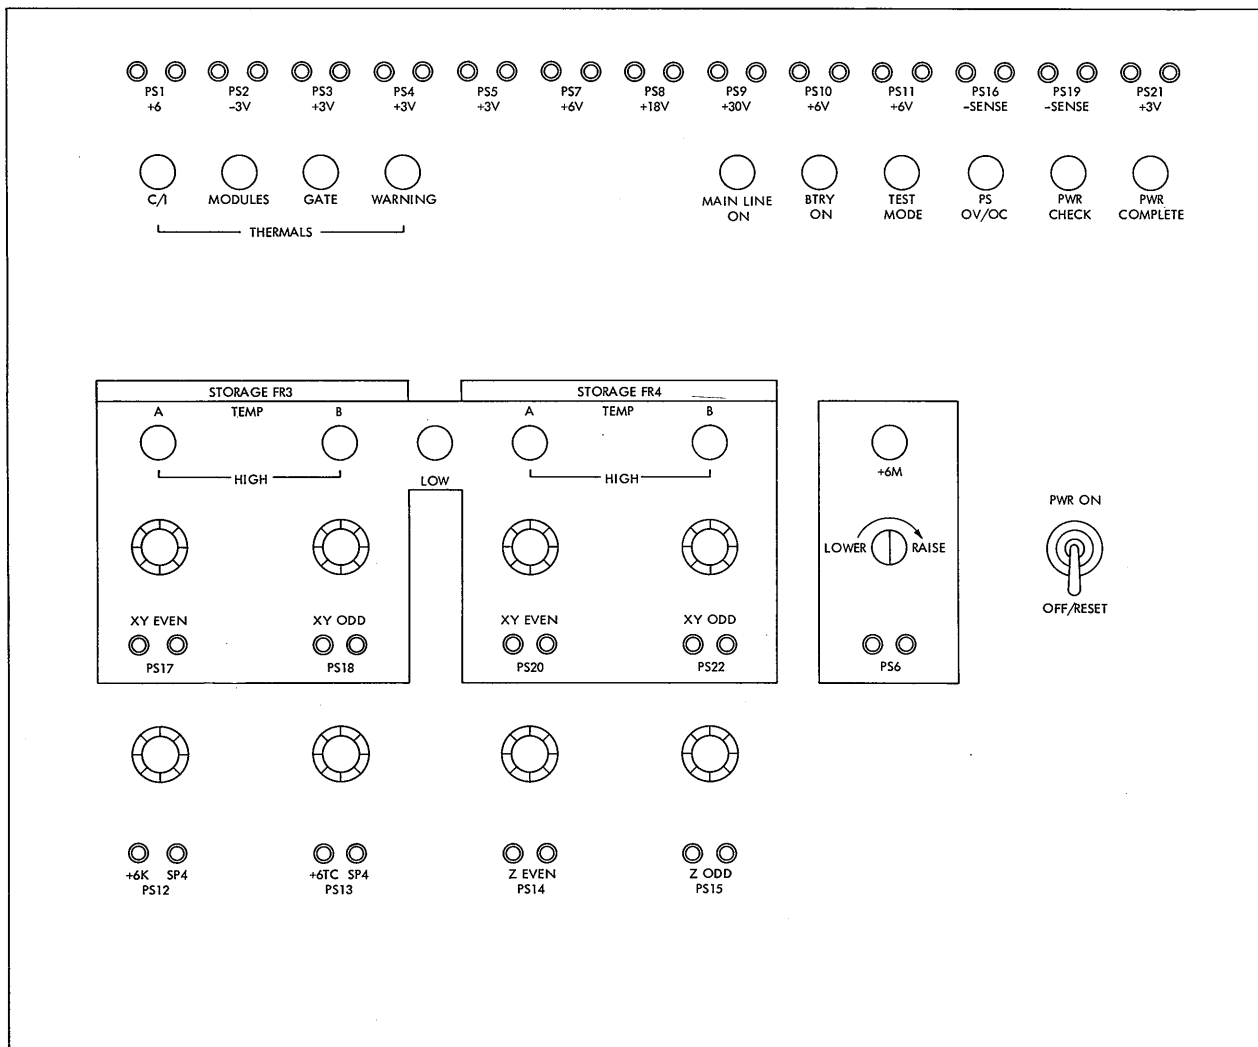 PS1 PS2 PS3 PS4 PS5 PS7 PS8 PS9 PS10 PS11 PS16 PS19 PS21
+6 -3V +3V +3V +3V +6V +18V +30V +6V +6V -SENSE -SENSE +3V
C/I MODULES GATE WARNING MAIN LINE BTRY TEST PS PWR PWR
ON ON MODE OV/OC CHECK COMPLETE
THERMALS
STORAGE FR3 STORAGE FR4
A TEMP B A TEMP B
HIGH LOW HIGH +6M
PWR ON
LOWER RAISE
OFF/RESET
XY EVEN XY ODD XY EVEN XY ODD
PS17 PS18 PS20 PS22 PS6
+6K SP4 +6TC SP4 Z EVEN Z ODD
PS12 PS13 PS14 PS15